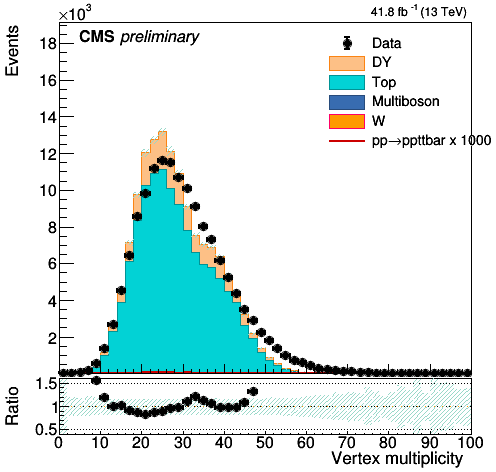 ×10³
41.8 fb⁻¹ (13 TeV)
CMS preliminary
Events
18
16
14
12
10
8
6
4
2
Data
DY
Top
Multiboson
W
pp→ppttbar x 1000
Ratio
1.5
1
0.5
0 10 20 30 40 50 60 70 80 90 100
Vertex multiplicity